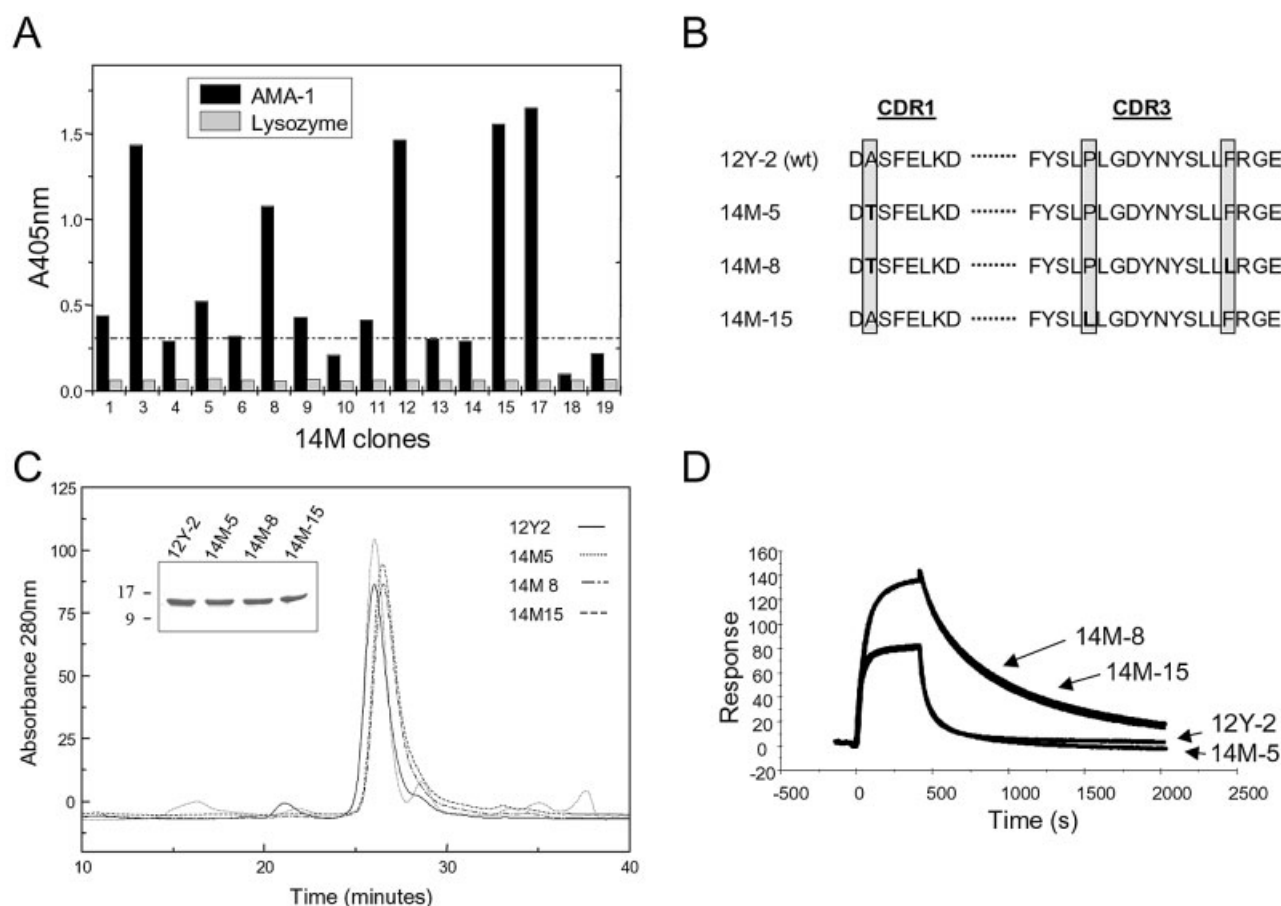 A
AMA-1
Lysozyme
1.5
1.0
0.5
0.0
A405nm
1 3 4 5 6 8 9 10 11 12 13 14 15 17 18 19
14M clones
B
CDR1 CDR3
12Y-2 (wt) DASFELKD ········ FYSLPLGDYNYSLLFRGE
14M-5 DTSFELKD ········ FYSLPLGDYNYSLLFRGE
14M-8 DTSFELKD ········ FYSLPLGDYNYSLLLRGE
14M-15 DASFELKD ········ FYSLLLGDYNYSLLFRGE
C
125
100
75
50
25
0
Absorbance 280nm
12Y-2 14M-5 14M-8 14M-15
17 -
9 -
12Y2
14M5
14M 8
14M15
10 20 30 40
Time (minutes)
D
160
140
120
100
80
60
40
20
0
-20
Response
14M-8
14M-15
12Y-2
14M-5
-500 0 500 1000 1500 2000 2500
Time (s)